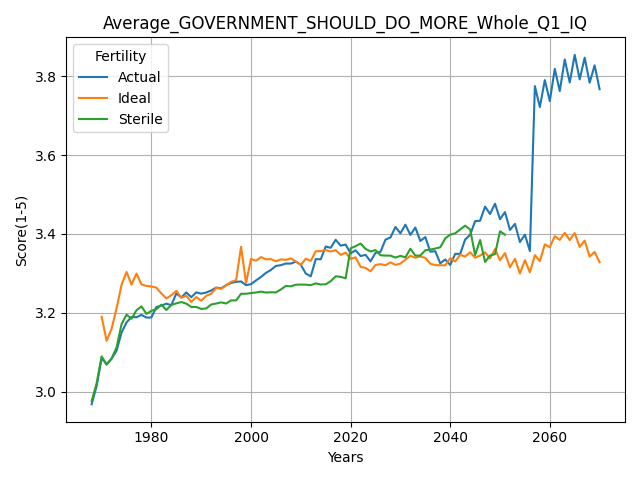 Average_GOVERNMENT_SHOULD_DO_MORE_Whole_Q1_IQ
Fertility
Actual
Ideal
Sterile
3.8
3.6
3.4
3.2
3.0
Score(1-5)
1980
2000
2020
2040
2060
Years